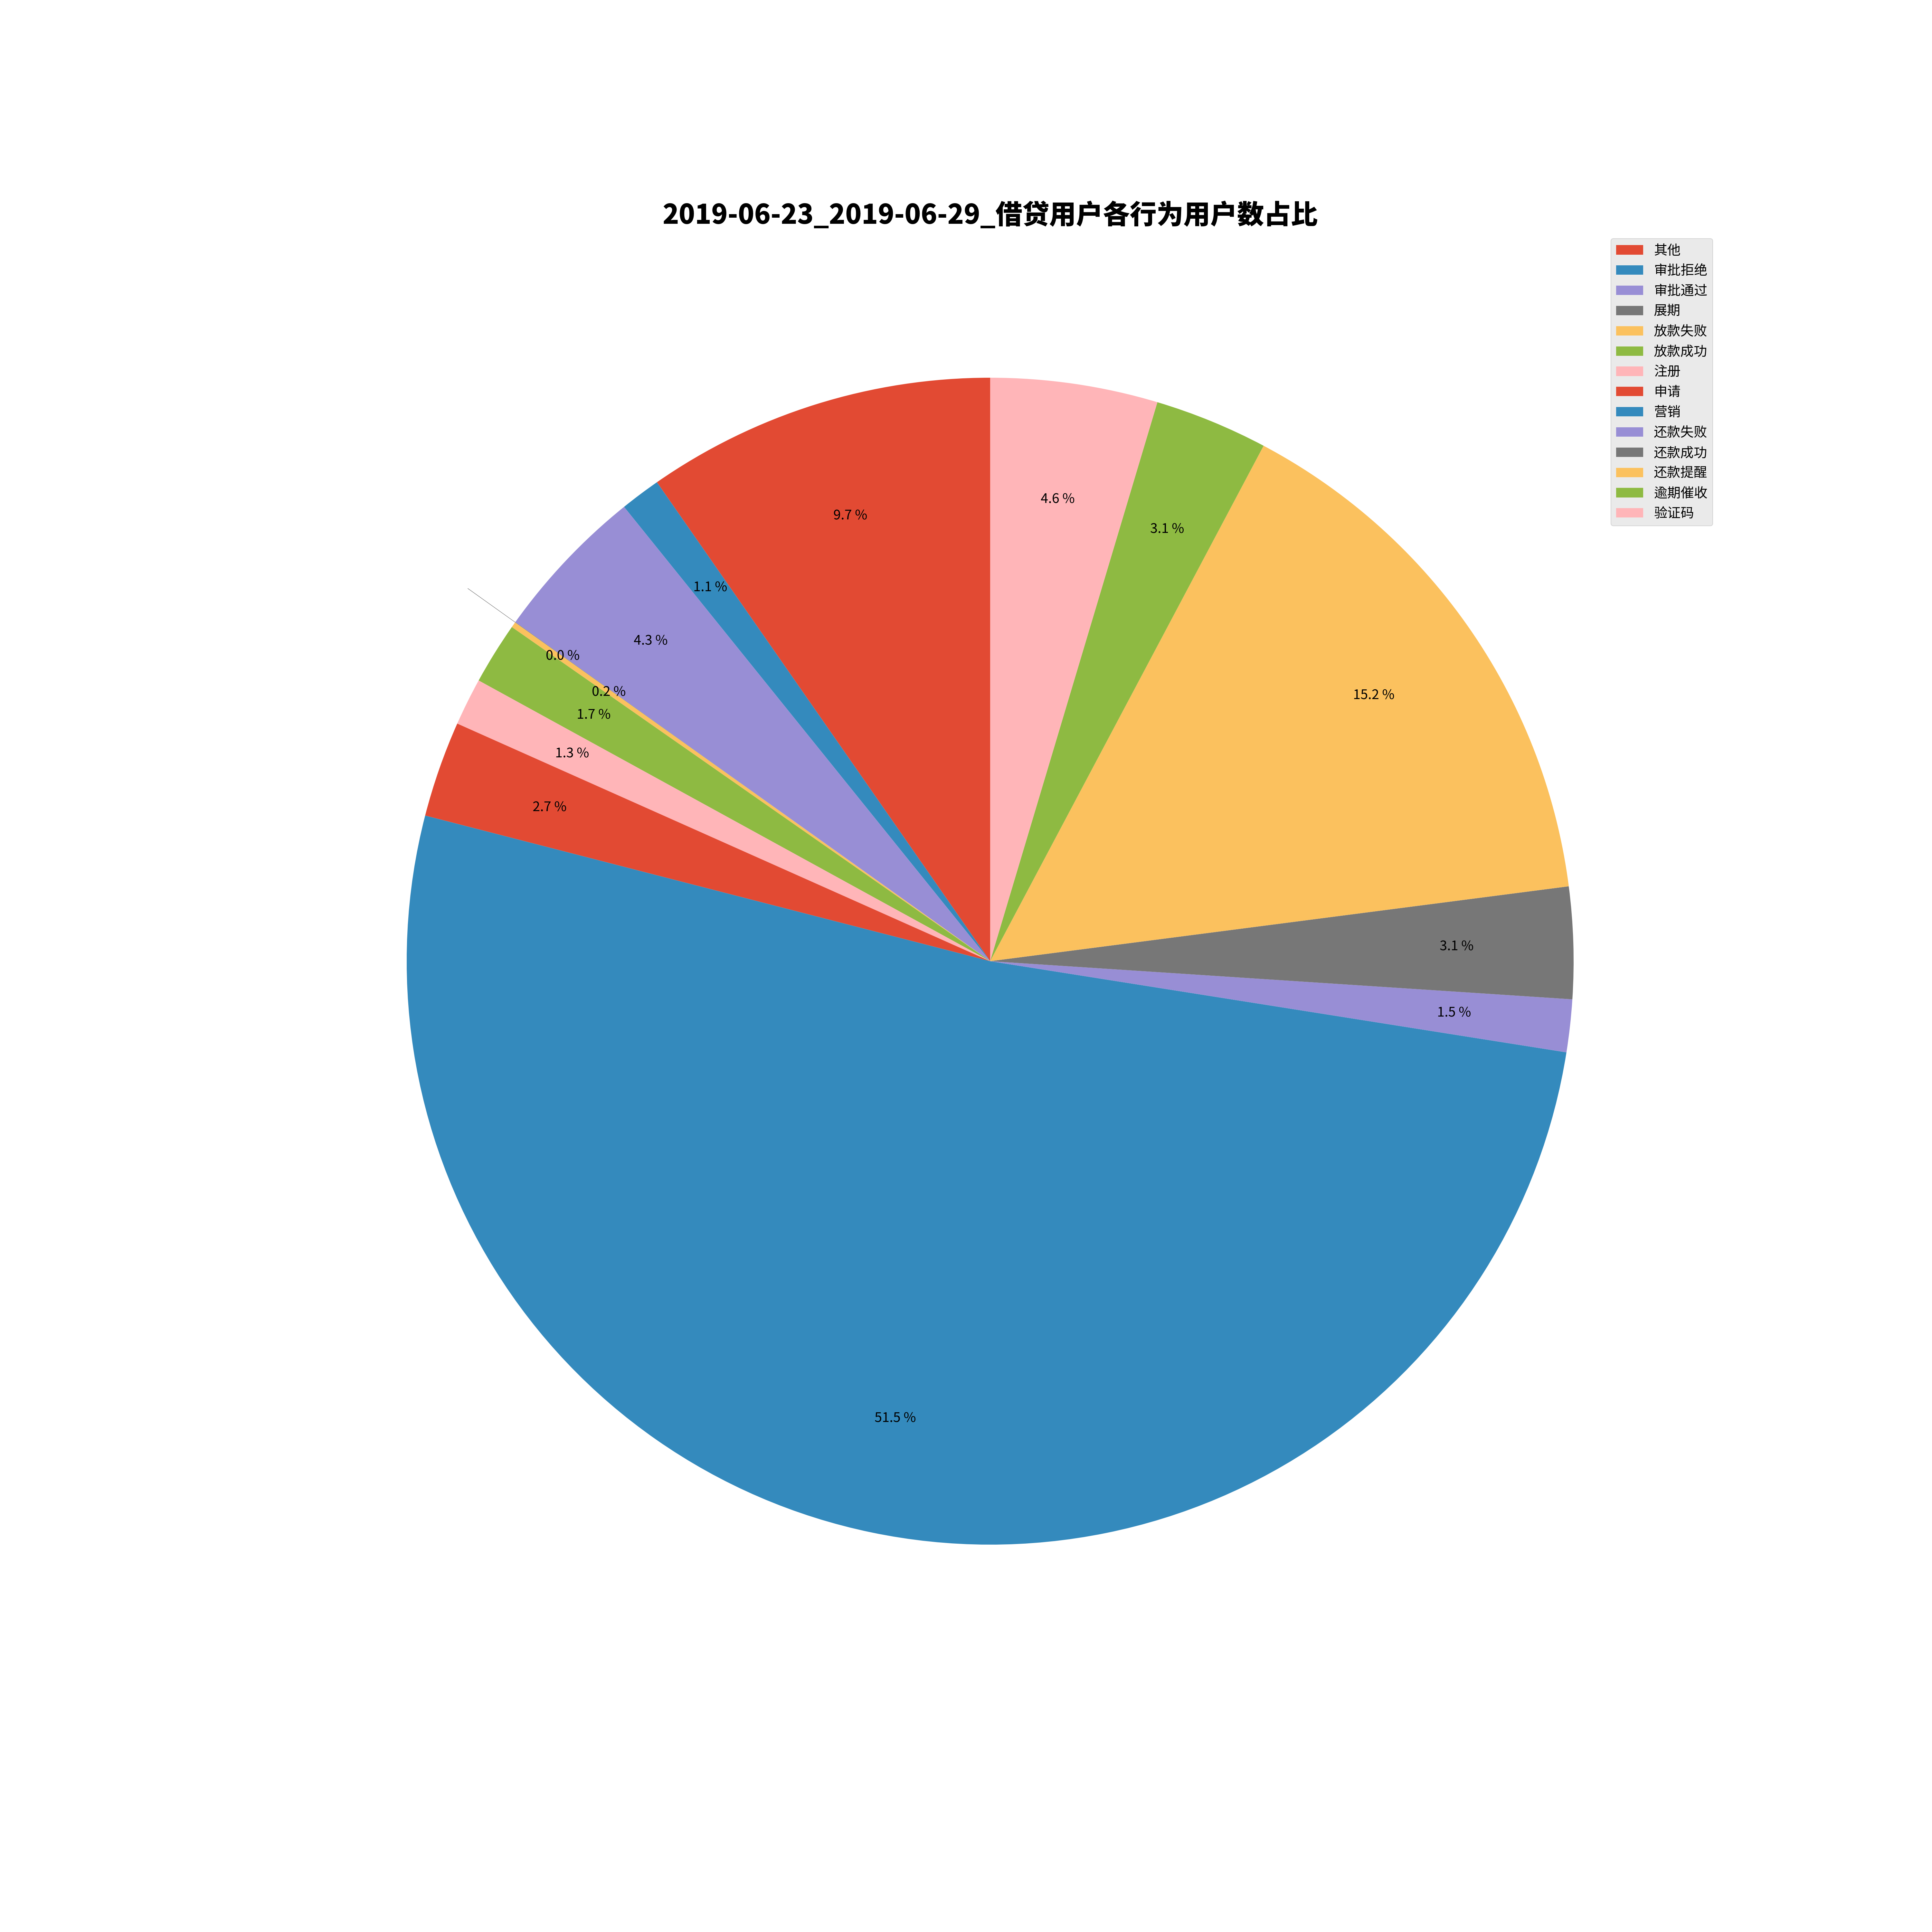 2019-06-23_2019-06-29_借贷用户各行为用户数占比
其他
审批拒绝
审批通过
展期
放款失败
放款成功
注册
申请
营销
还款失败
还款成功
还款提醒
逾期催收
验证码
4.6 %
9.7 %
3.1 %
1.1 %
4.3 %
0.0 %
0.2 %
15.2 %
1.7 %
1.3 %
2.7 %
3.1 %
1.5 %
51.5 %